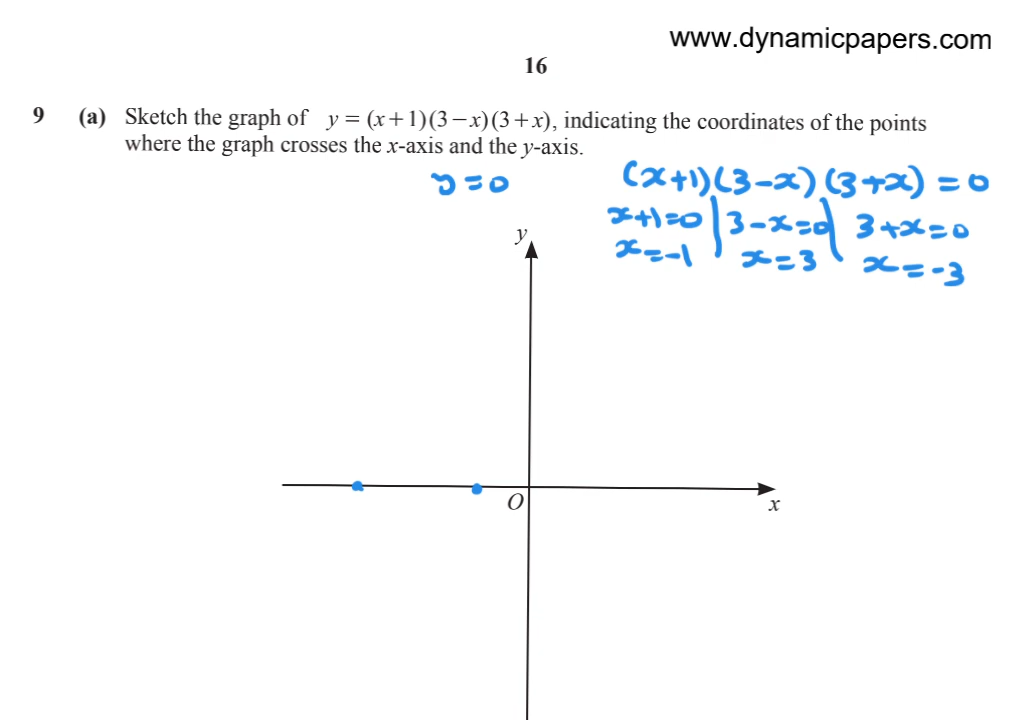 www.dynamicpapers.com
16
9 (a) Sketch the graph of y = (x+1)(3−x)(3+x), indicating the coordinates of the points
where the graph crosses the x-axis and the y-axis.
y = 0 (x+1)(3-x)(3+x) = 0
x+1=0 | 3-x=0 | 3+x=0
x=-1 | x=3 | x=-3
y
O
x